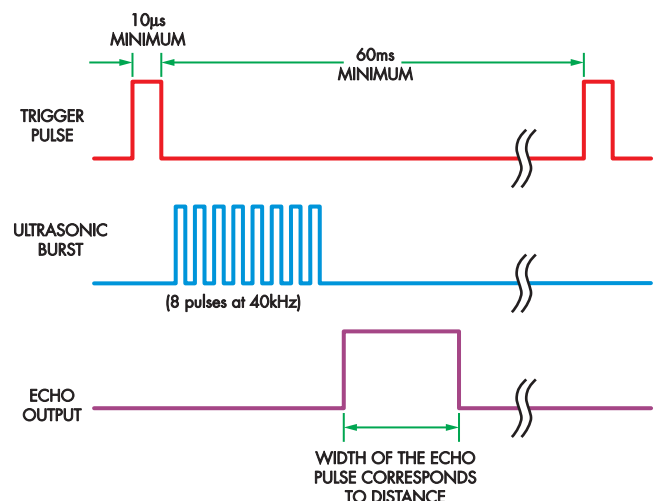 10µs
MINIMUM
60ms
MINIMUM
TRIGGER
PULSE
ULTRASONIC
BURST
(8 pulses at 40kHz)
ECHO
OUTPUT
WIDTH OF THE ECHO
PULSE CORRESPONDS
TO DISTANCE